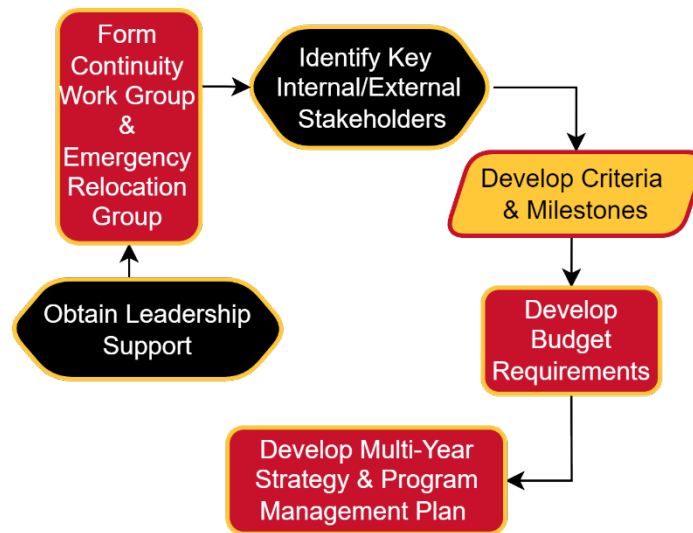 Form
Continuity
Work Group
&
Emergency
Relocation
Group
Identify Key
Internal/External
Stakeholders
Develop Criteria
& Milestones
Obtain Leadership
Support
Develop
Budget
Requirements
Develop Multi-Year
Strategy & Program
Management Plan